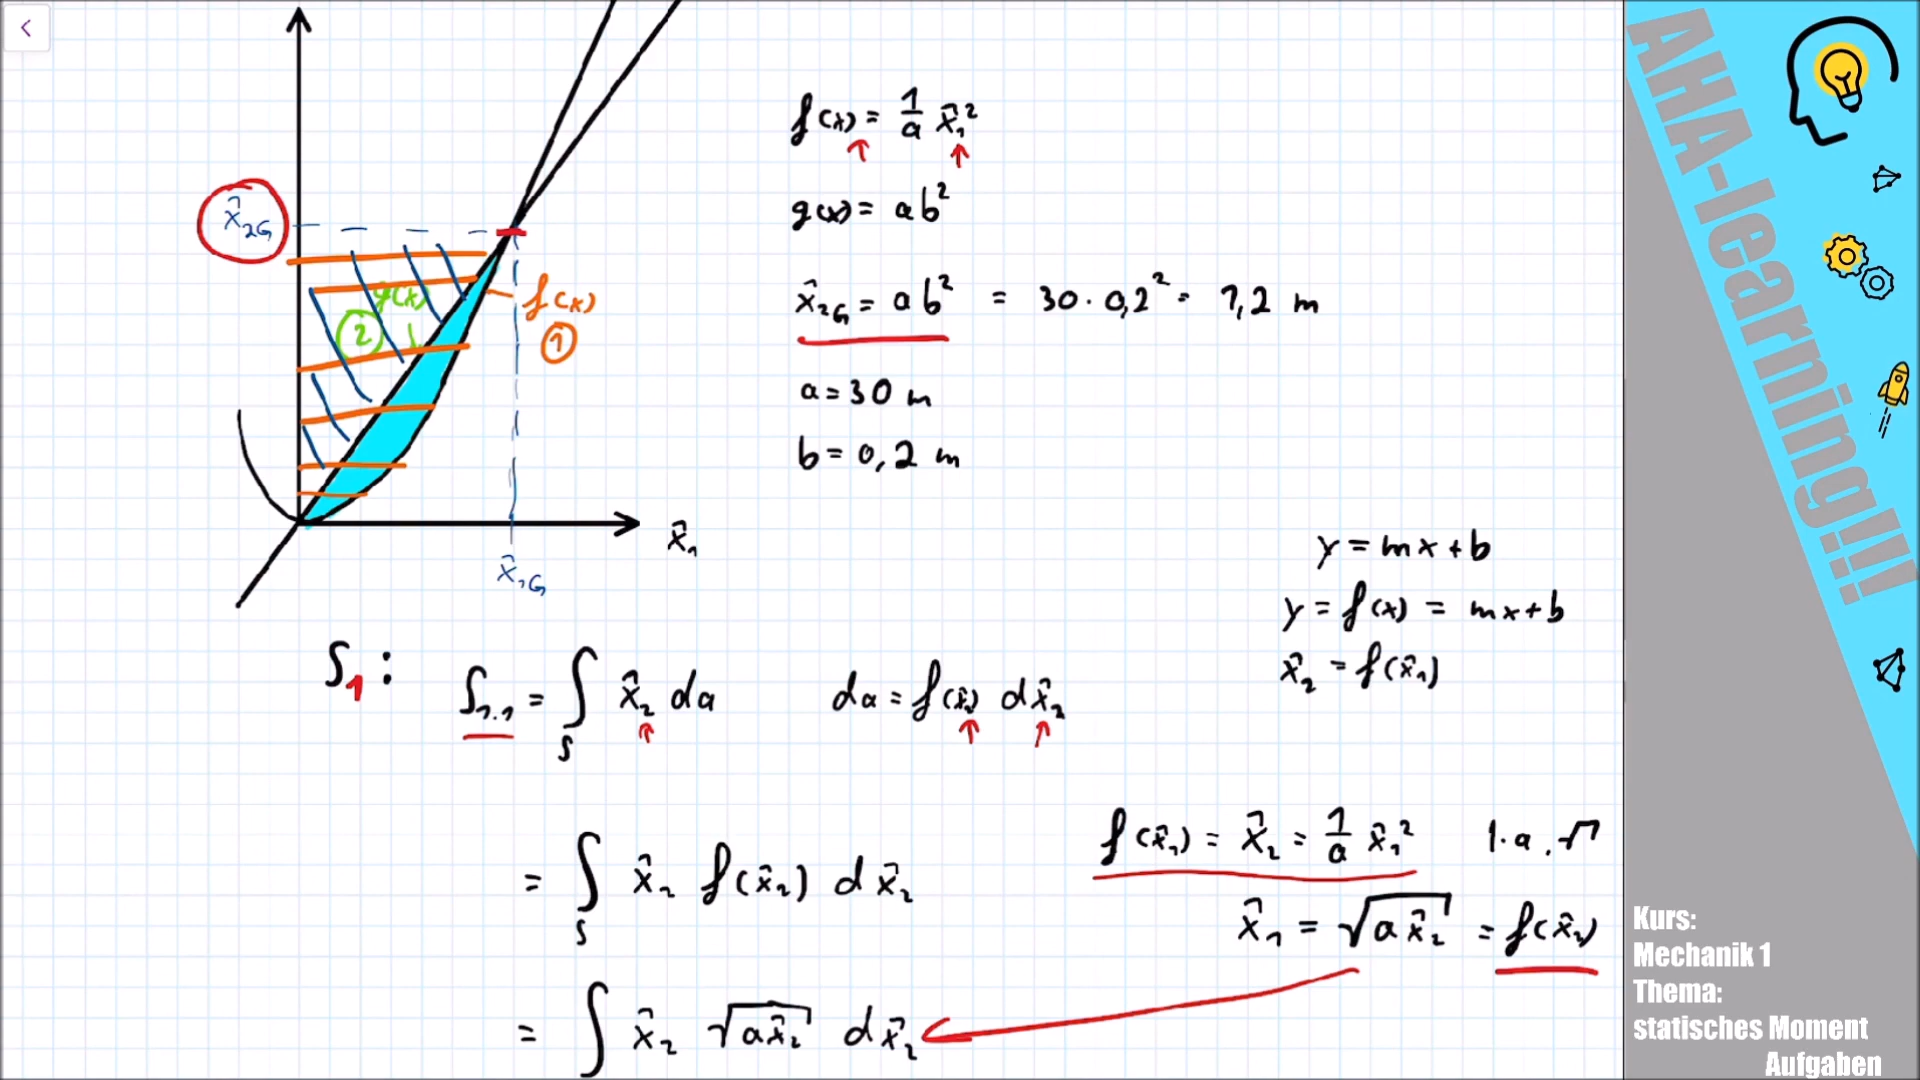 f(x) = 1/a x̂₁²
g(x) = a b²
x̂₂G
x̂₂G = a b² = 30 · 0,2² = 1,2 m
g(x)
2
f(x)
1
a = 30 m
b = 0,2 m
x̂₁
x̂₁G
y = mx + b
y = f(x) = mx + b
x̂₂ = f(x̂₁)
S₁: S₁.₁ = ∫S x̂₂ da   da = f(x̂₂) dx̂₂
= ∫S x̂₂ f(x̂₂) dx̂₂
f(x̂₁) = x̂₂ = 1/a x̂₁²   | · a , √
x̂₁ = √(a x̂₂) = f(x̂₂)
= ∫ x̂₂ √(a x̂₂) dx̂₂
AHA-learning!!!
Kurs:
Mechanik 1
Thema:
statisches Moment
Aufgaben